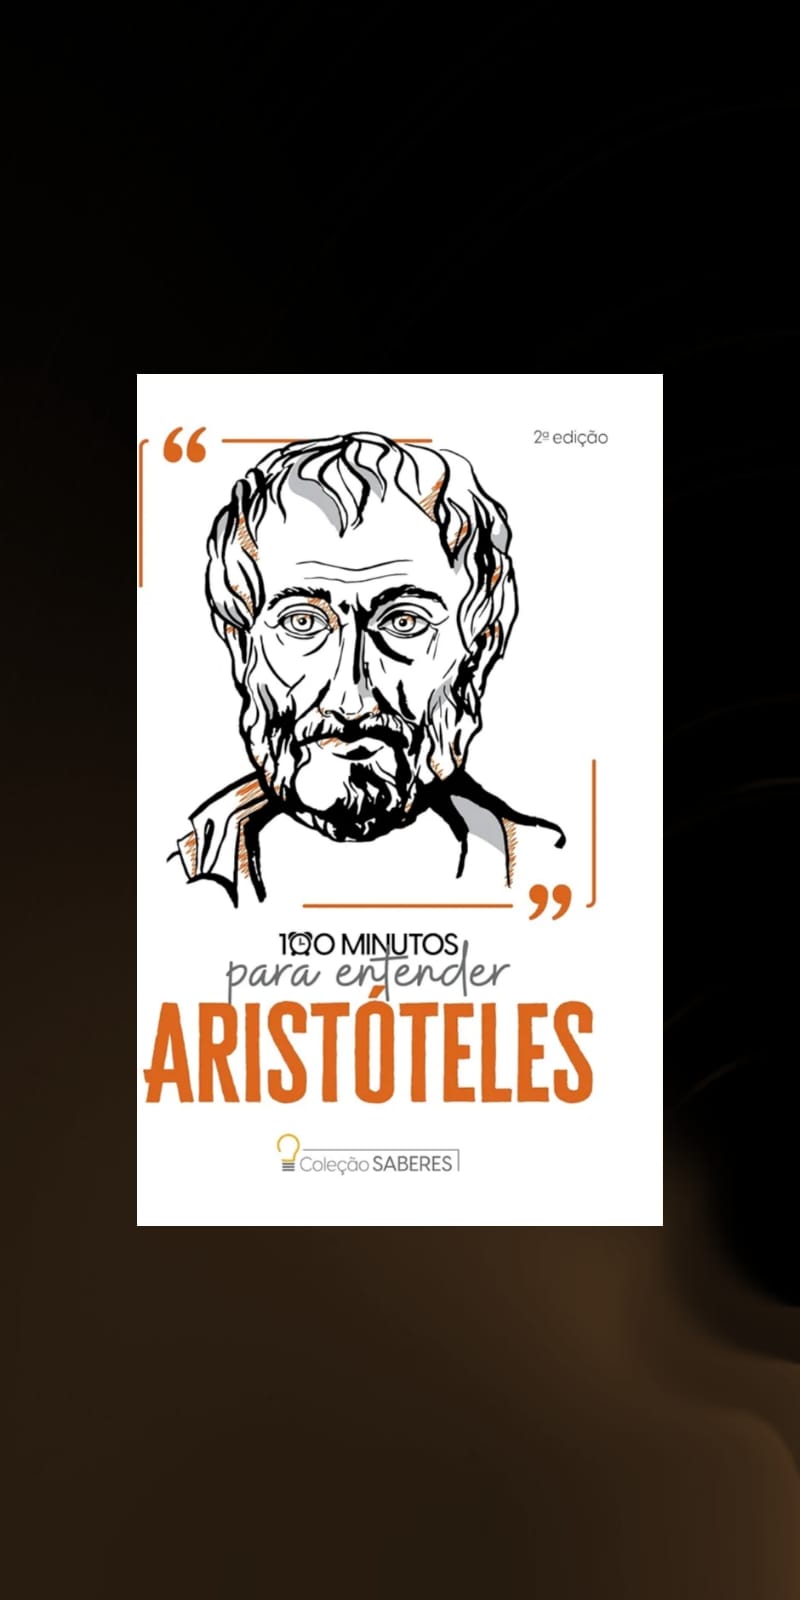 2ª edição
100 MINUTOS
para entender
ARISTÓTELES
Coleção SABERES